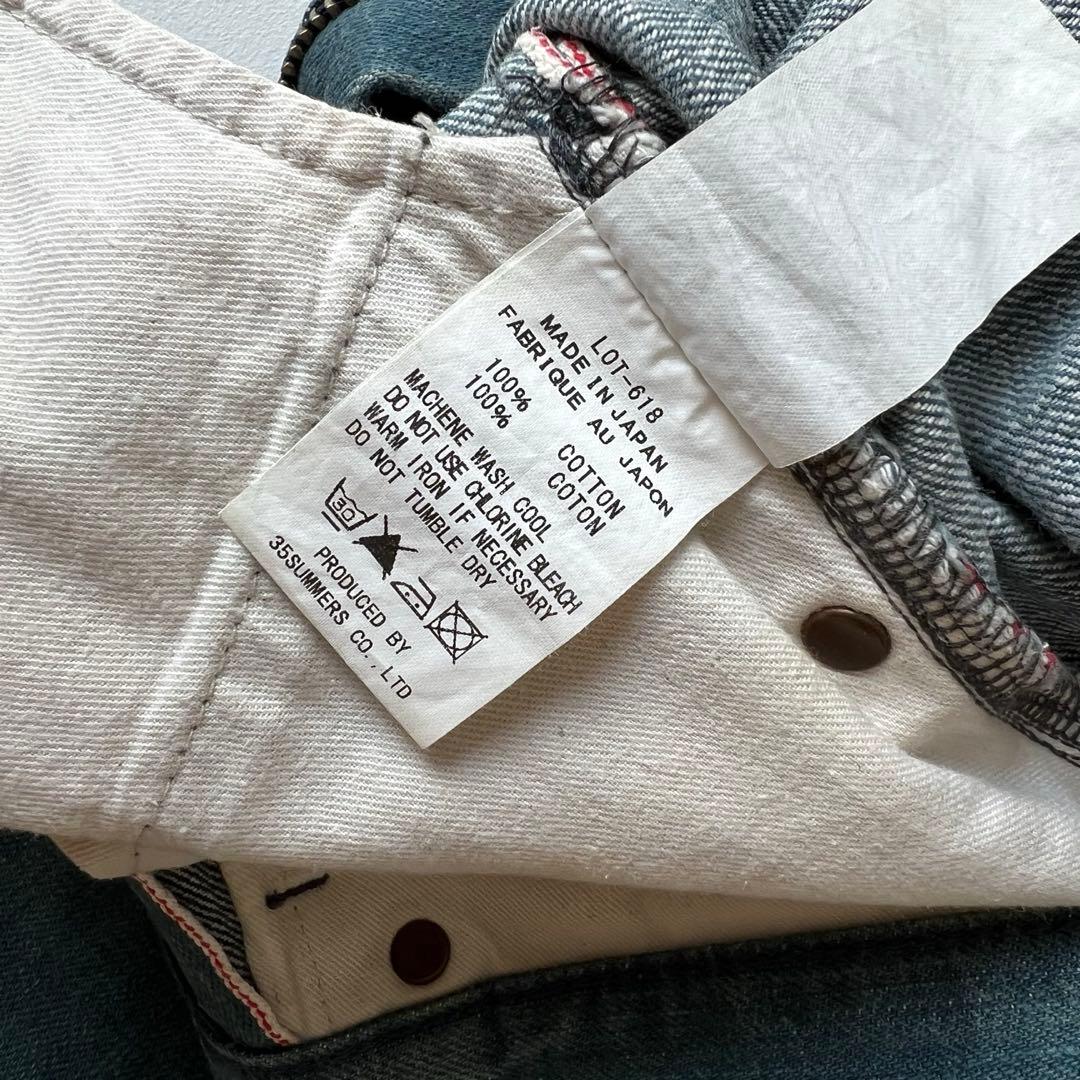 LOT-618
MADE IN JAPAN
FABRIQUE AU JAPON
100% COTTON
100% COTON
MACHENE WASH COOL
DO NOT USE CHLORINE BLEACH
WARM IRON IF NECESSARY
DO NOT TUMBLE DRY
30
PRODUCED BY
35SUMMERS CO.,LTD